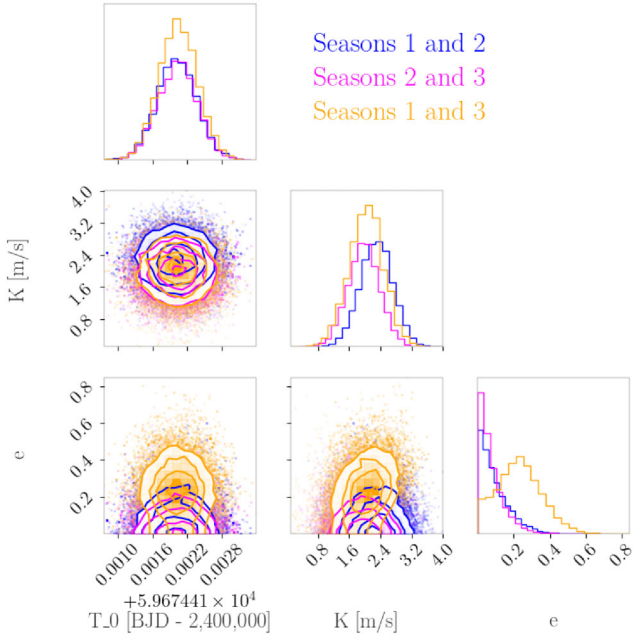 Seasons 1 and 2
Seasons 2 and 3
Seasons 1 and 3
K [m/s]
4.0
3.2
2.4
1.6
0.8
e
0.8
0.6
0.4
0.2
0.0010
0.0016
0.0022
0.0028
+5.967441 × 10⁴
T_0 [BJD - 2,400,000]
0.8
1.6
2.4
3.2
4.0
K [m/s]
0.2
0.4
0.6
0.8
e